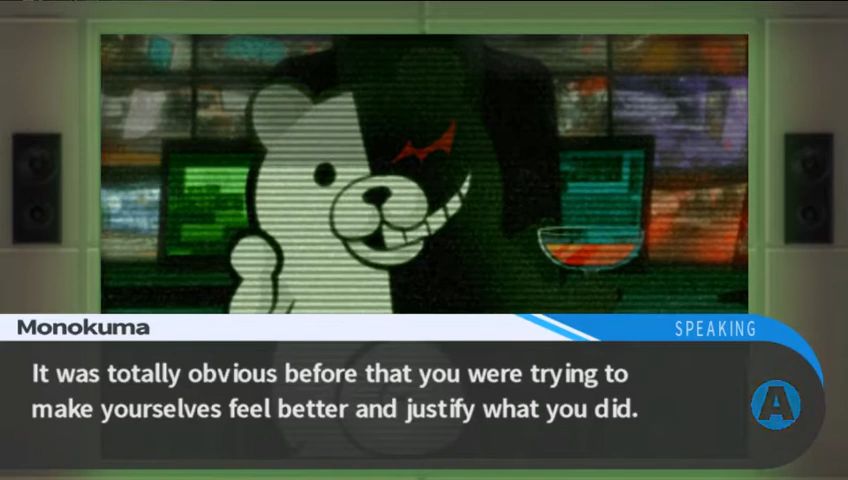 Monokuma
SPEAKING
It was totally obvious before that you were trying to
make yourselves feel better and justify what you did.
A